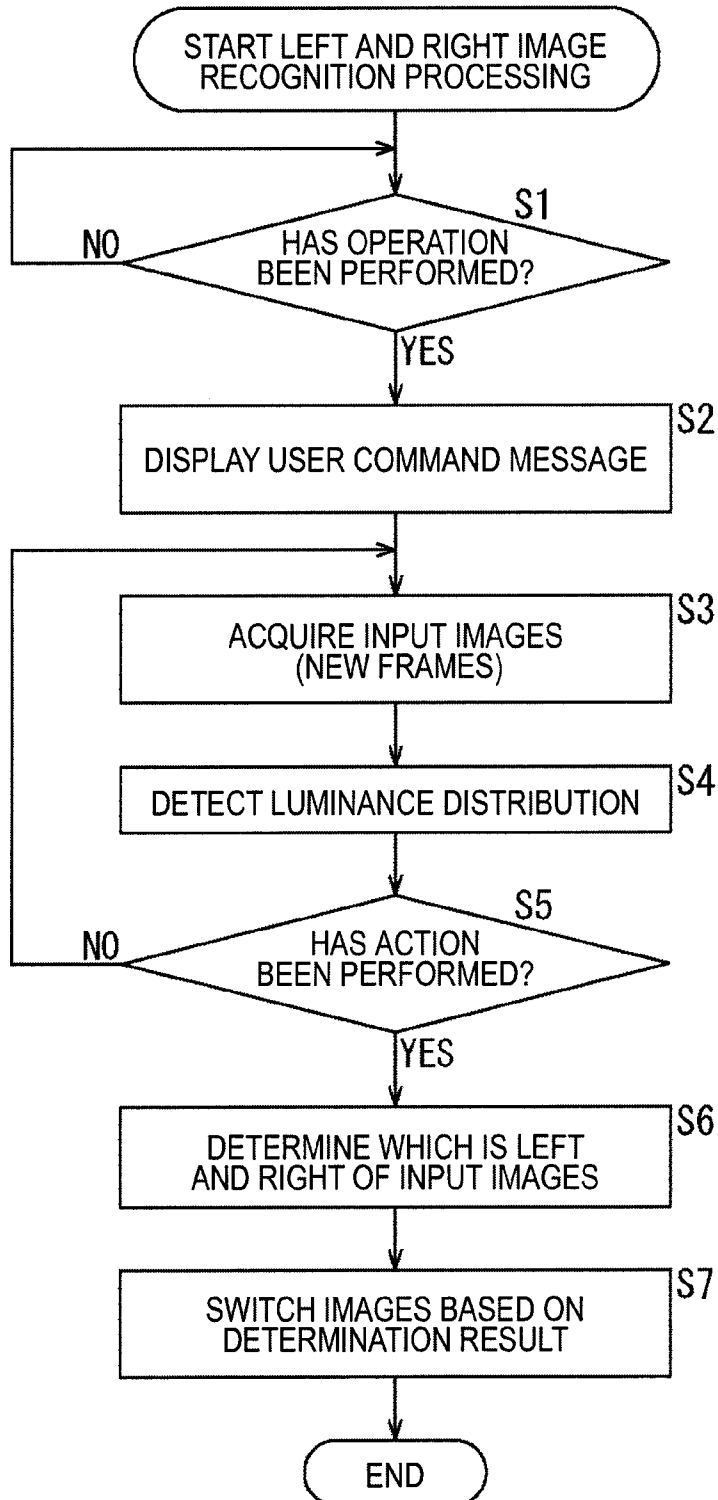 START LEFT AND RIGHT IMAGE
RECOGNITION PROCESSING
S1
HAS OPERATION
BEEN PERFORMED?
NO
YES
S2
DISPLAY USER COMMAND MESSAGE
S3
ACQUIRE INPUT IMAGES
(NEW FRAMES)
S4
DETECT LUMINANCE DISTRIBUTION
S5
HAS ACTION
BEEN PERFORMED?
NO
YES
S6
DETERMINE WHICH IS LEFT
AND RIGHT OF INPUT IMAGES
S7
SWITCH IMAGES BASED ON
DETERMINATION RESULT
END